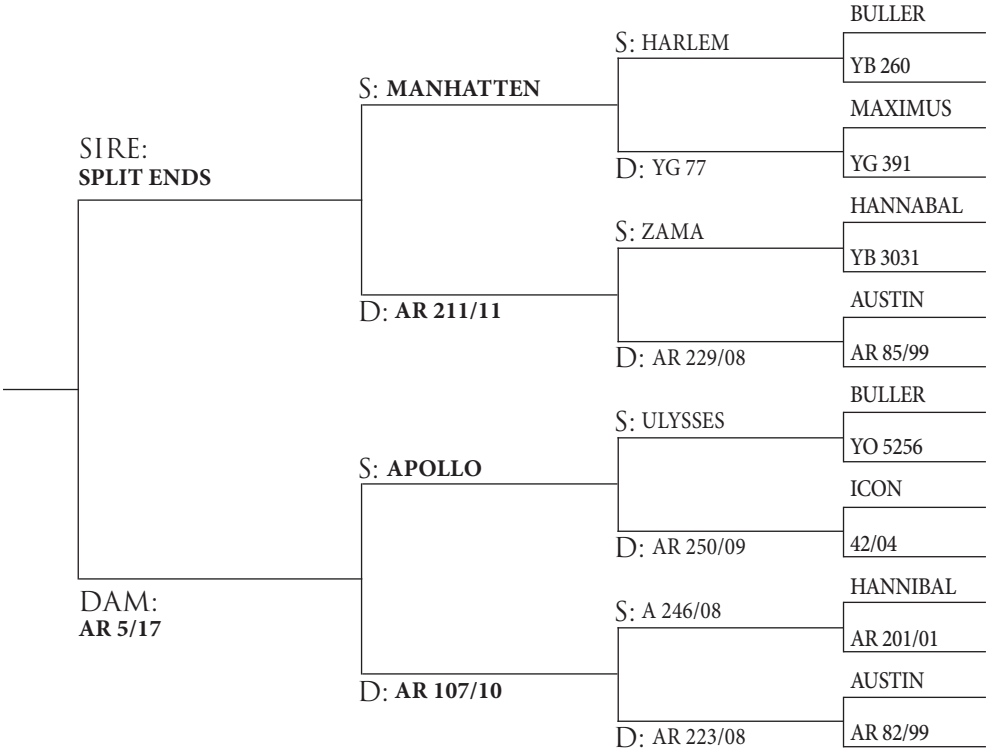 BULLER
S: HARLEM
YB 260
S: MANHATTEN
MAXIMUS
SIRE:
SPLIT ENDS
D: YG 77
YG 391
HANNABAL
S: ZAMA
YB 3031
D: AR 211/11
AUSTIN
D: AR 229/08
AR 85/99
BULLER
S: ULYSSES
YO 5256
S: APOLLO
ICON
D: AR 250/09
42/04
DAM:
AR 5/17
HANNIBAL
S: A 246/08
AR 201/01
D: AR 107/10
AUSTIN
D: AR 223/08
AR 82/99